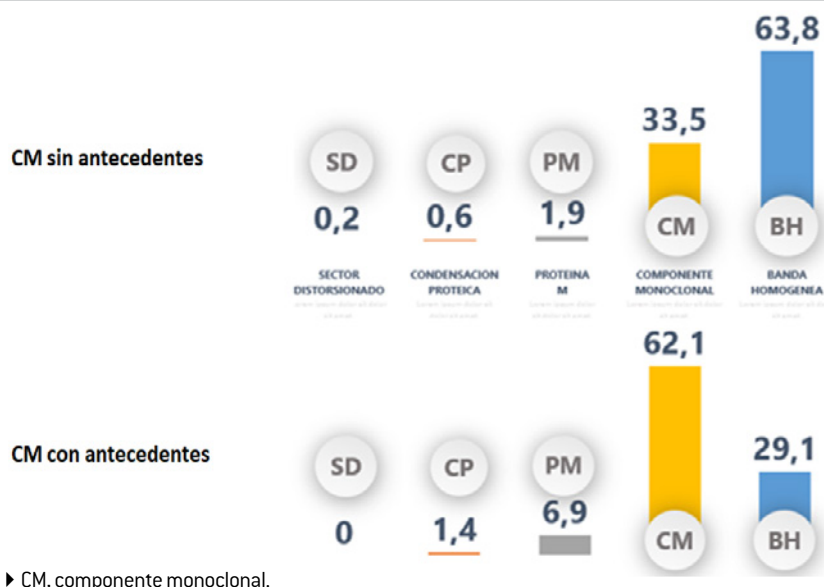 63,8
33,5
CM sin antecedentes
SD
CP
PM
0,2
0,6
1,9
CM
BH
SECTOR DISTORSIONADO
CONDENSACION PROTEICA
PROTEINA M
COMPONENTE MONOCLONAL
BANDA HOMOGENEA
62,1
CM con antecedentes
29,1
SD
CP
PM
0
1,4
6,9
CM
BH
CM, componente monoclonal.